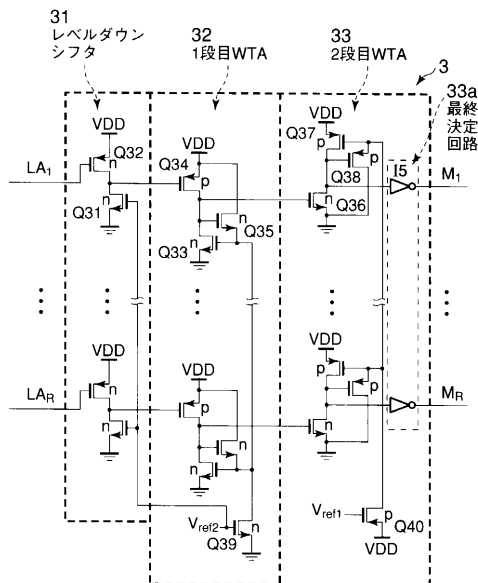 31
レベルダウン
シフタ
32
1段目WTA
33
2段目WTA
3
33a
最終
決定
回路
VDD
Q32
n
LA1
Q31
n
VDD
Q34
p
n
Q35
n
Q33
VDD
Q37
p
p
Q38
n
Q36
I5
M1
VDD
LAR
n
n
VDD
p
n
n
VDD
p
p
n
MR
Vref2
n
Q39
Vref1
p
Q40
VDD